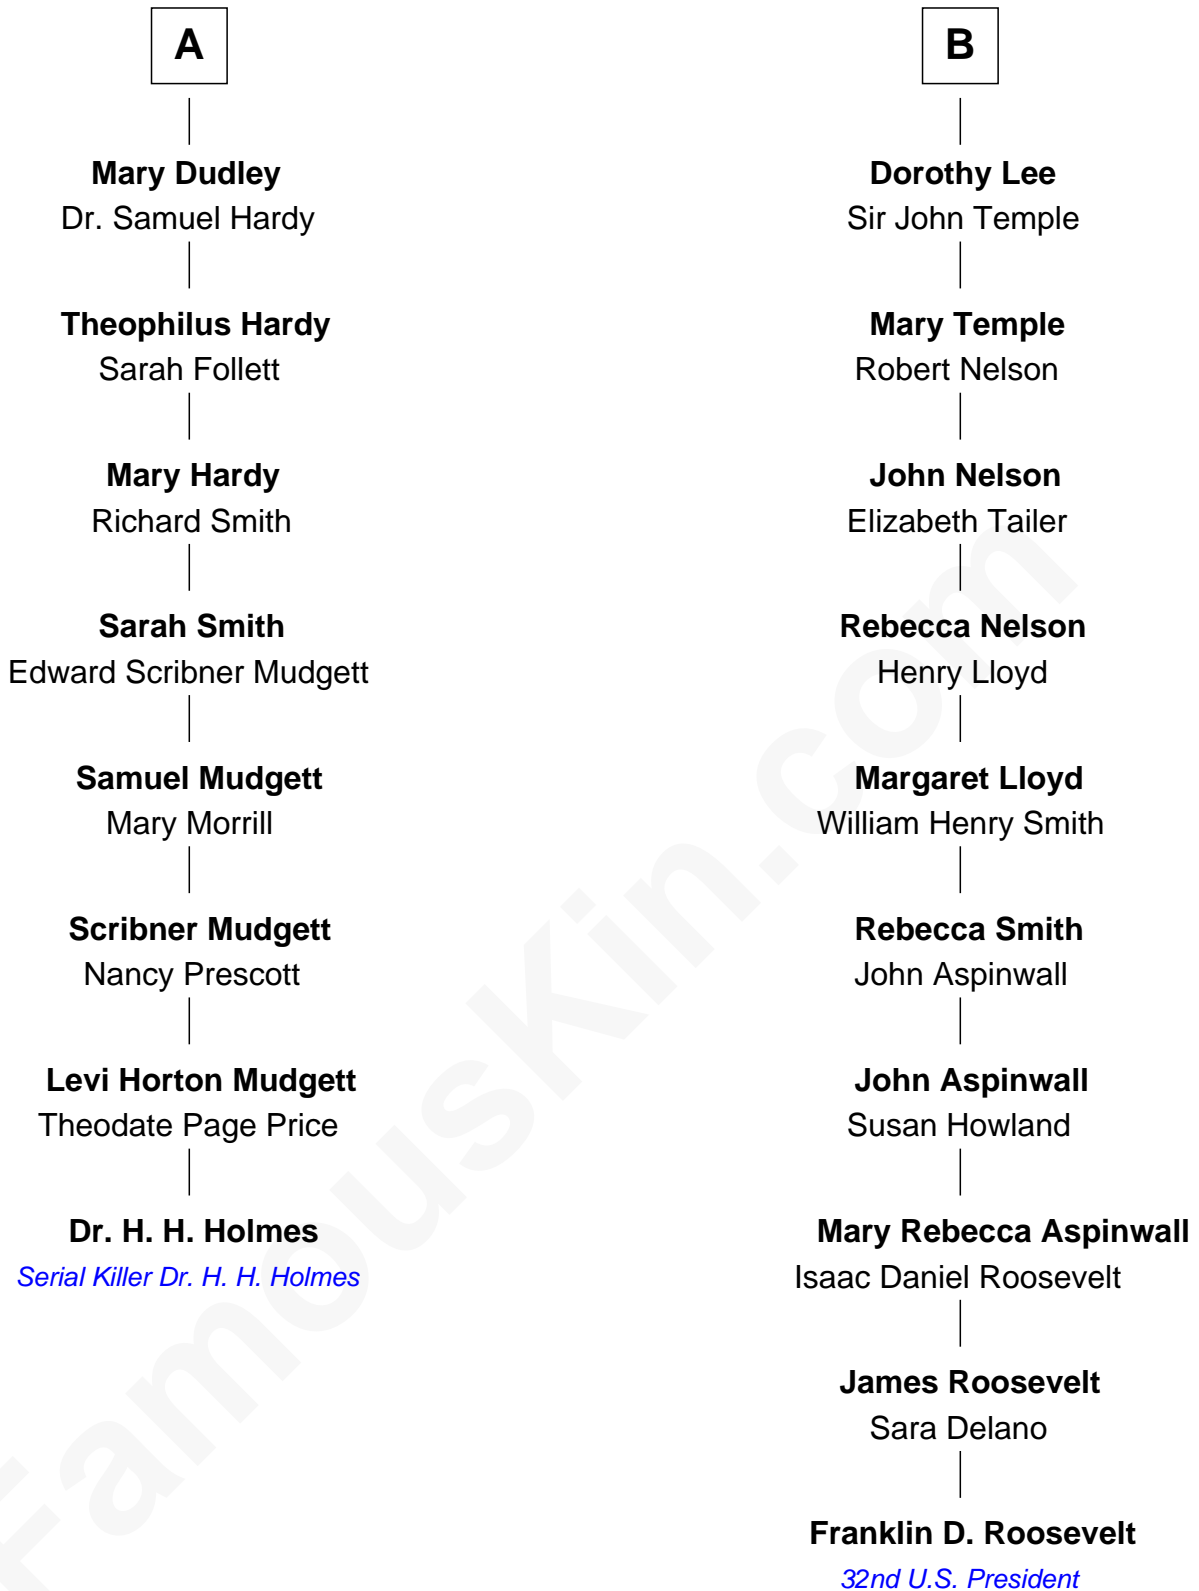 A
Mary Dudley
Dr. Samuel Hardy
Theophilus Hardy
Sarah Follett
Mary Hardy
Richard Smith
Sarah Smith
Edward Scribner Mudgett
Samuel Mudgett
Mary Morrill
Scribner Mudgett
Nancy Prescott
Levi Horton Mudgett
Theodate Page Price
Dr. H. H. Holmes
Serial Killer Dr. H. H. Holmes
B
Dorothy Lee
Sir John Temple
Mary Temple
Robert Nelson
John Nelson
Elizabeth Tailer
Rebecca Nelson
Henry Lloyd
Margaret Lloyd
William Henry Smith
Rebecca Smith
John Aspinwall
John Aspinwall
Susan Howland
Mary Rebecca Aspinwall
Isaac Daniel Roosevelt
James Roosevelt
Sara Delano
Franklin D. Roosevelt
32nd U.S. President
FamousKin.com